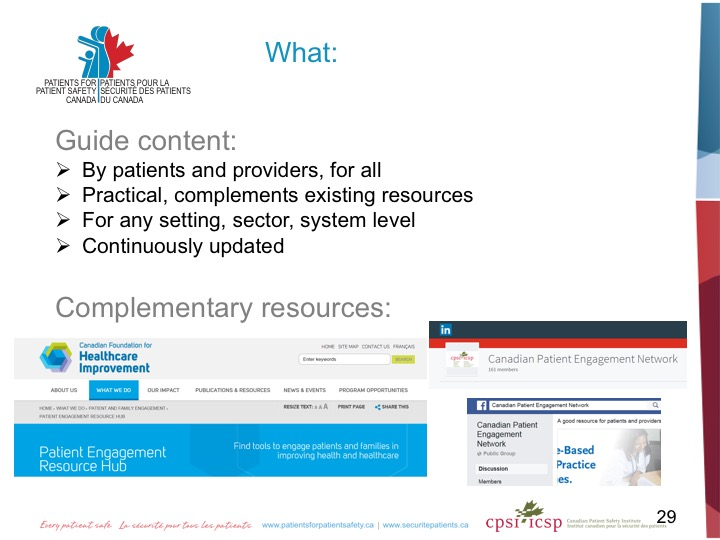 What:
PATIENTS FOR PATIENTS POUR LA
PATIENT SAFETY SÉCURITÉ DES PATIENTS
CANADA DU CANADA
Guide content:
By patients and providers, for all
Practical, complements existing resources
For any setting, sector, system level
Continuously updated
Complementary resources:
Canadian Foundation for
Healthcare
Improvement
HOME SITE MAP CONTACT US FRANÇAIS
Enter keywords SEARCH
ABOUT US WHAT WE DO OUR IMPACT PUBLICATIONS & RESOURCES NEWS & EVENTS PROGRAM OPPORTUNITIES
HOME > WHAT WE DO > PATIENT AND FAMILY ENGAGEMENT >
PATIENT ENGAGEMENT RESOURCE HUB
RESIZE TEXT: A A A PRINT PAGE SHARE THIS
Patient Engagement
Resource Hub
Find tools to engage patients and families in
improving health and healthcare
in
cpsi icsp
Canadian Patient Engagement Network
161 members
f Canadian Patient Engagement Network
Canadian Patient
Engagement
Network
Public Group
Discussion
Members
A good resource for patients and providers
e-Based
Practice
es.
Every patient safe La sécurité pour tous les patients
www.patientsforpatientsafety.ca | www.securitepatients.ca
cpsi icsp
Canadian Patient Safety Institute
Institut canadien pour la sécurité des patients
29